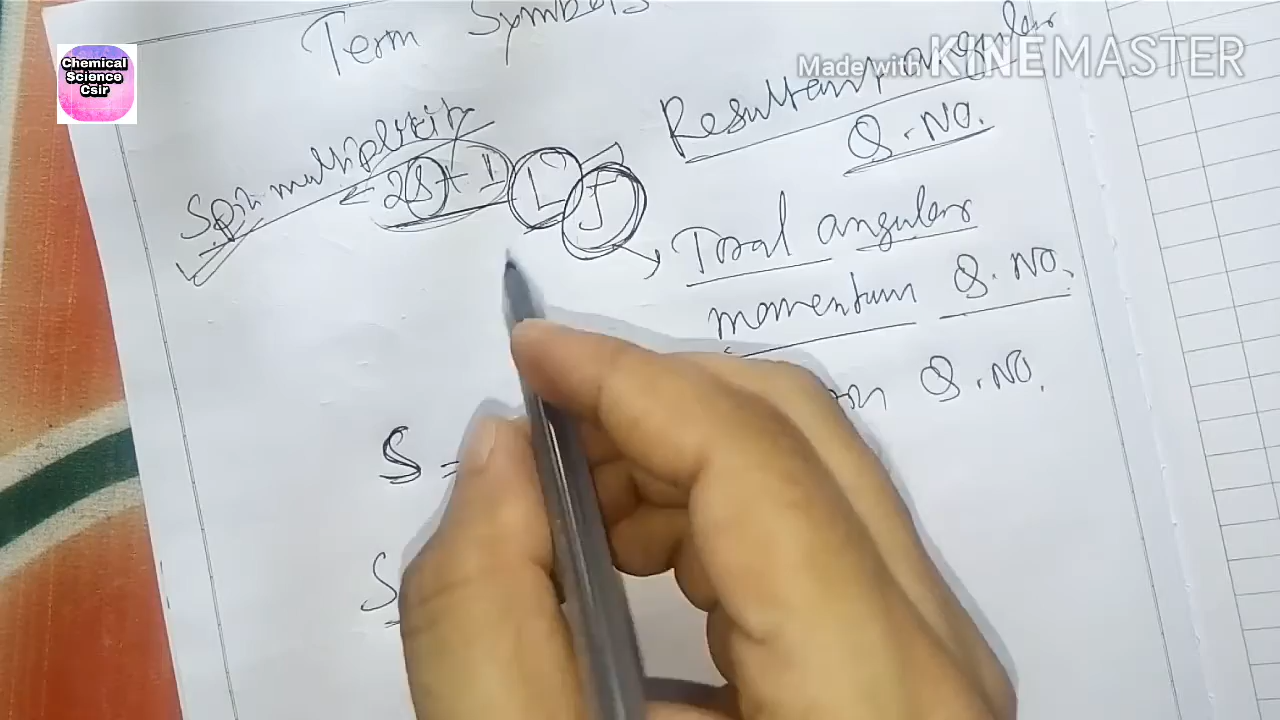 Term Symbols
Chemical
Science
Csir
Made with KINEMASTER
Resultant angular
Q.NO.
Spin multiplicity
2S+1 L J
Total angular
momentum Q.NO.
Q.NO.
S =
S